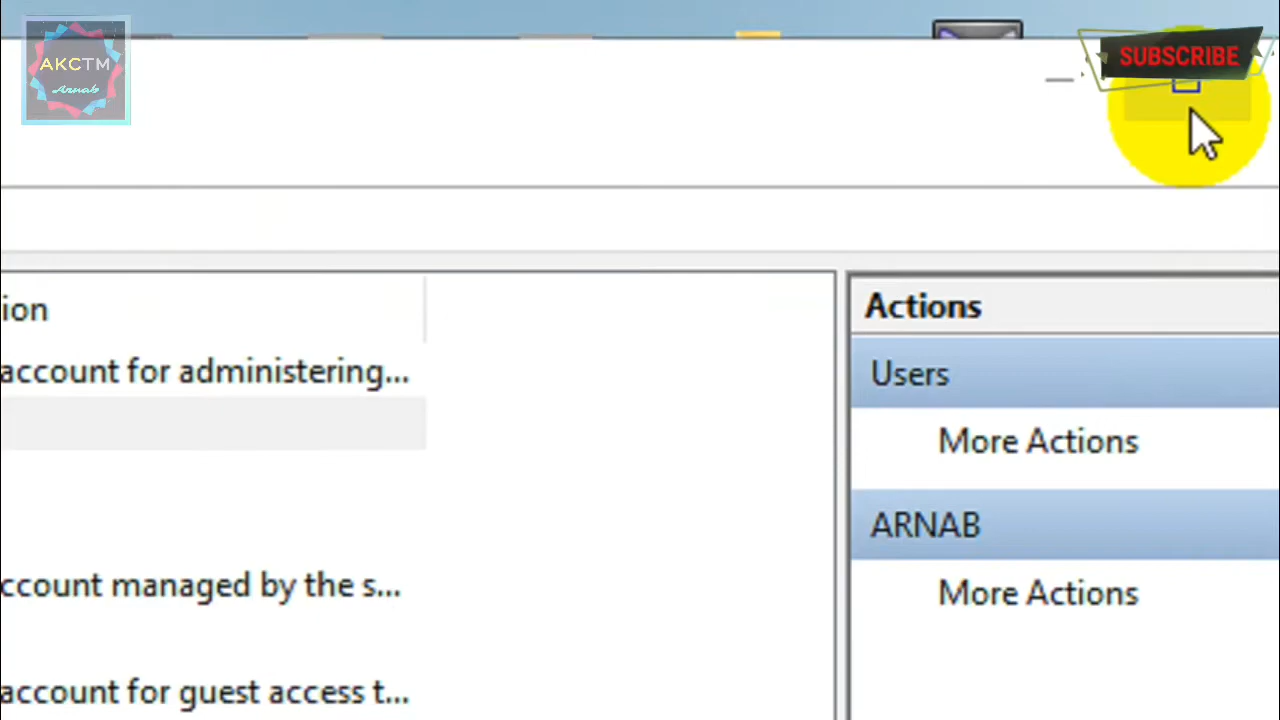 AKCTM
Arnab
SUBSCRIBE
ion
Actions
account for administering...
Users
More Actions
ARNAB
ccount managed by the s...
More Actions
account for guest access t...